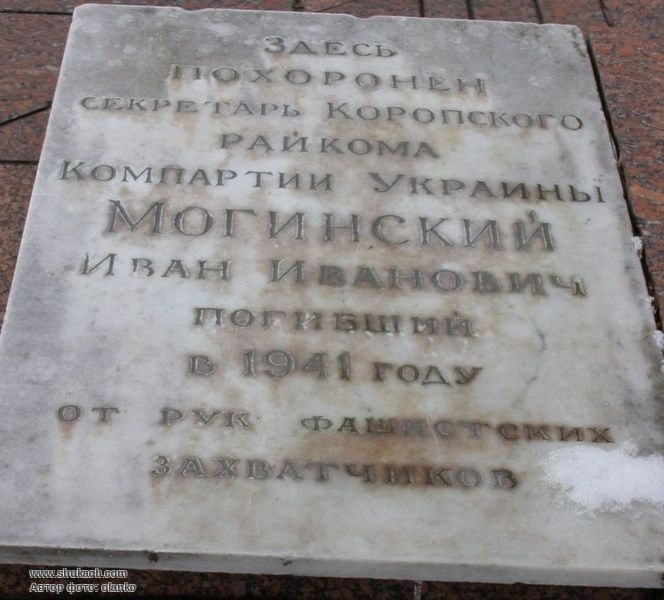 Здесь
похоронен
секретарь Коропского
райкома
Компартии Украины
Могинский
Иван Иванович
погибший
в 1941 году
от рук фашистских
захватчиков
www.shukach.com
Автор фото: olanko